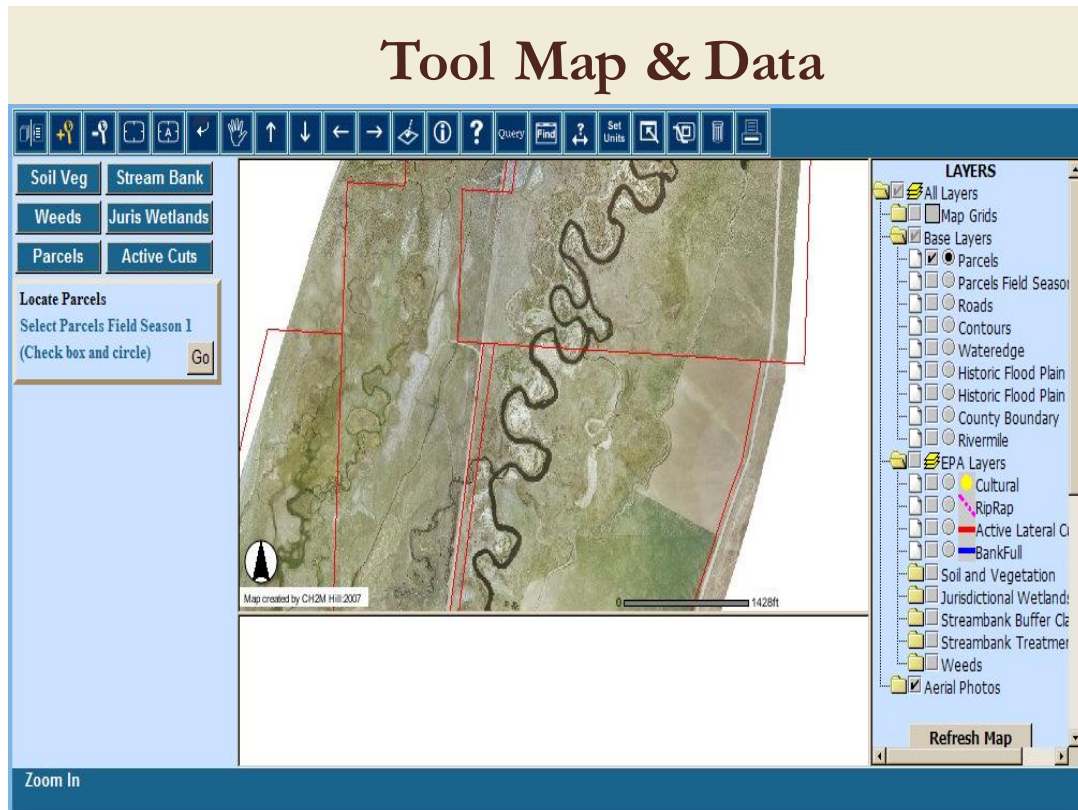 Tool Map & Data
A
?
Query
Find
?
Set
Units
Soil Veg
Stream Bank
Weeds
Juris Wetlands
Parcels
Active Cuts
Locate Parcels
Select Parcels Field Season 1
(Check box and circle)
Go
Map created by CH2M Hill:2007
0
1428ft
LAYERS
All Layers
Map Grids
Base Layers
Parcels
Parcels Field Season
Roads
Contours
Wateredge
Historic Flood Plain
Historic Flood Plain
County Boundary
Rivermile
EPA Layers
Cultural
RipRap
Active Lateral Cu
BankFull
Soil and Vegetation
Jurisdictional Wetlands
Streambank Buffer Cla
Streambank Treatmer
Weeds
Aerial Photos
Refresh Map
Zoom In